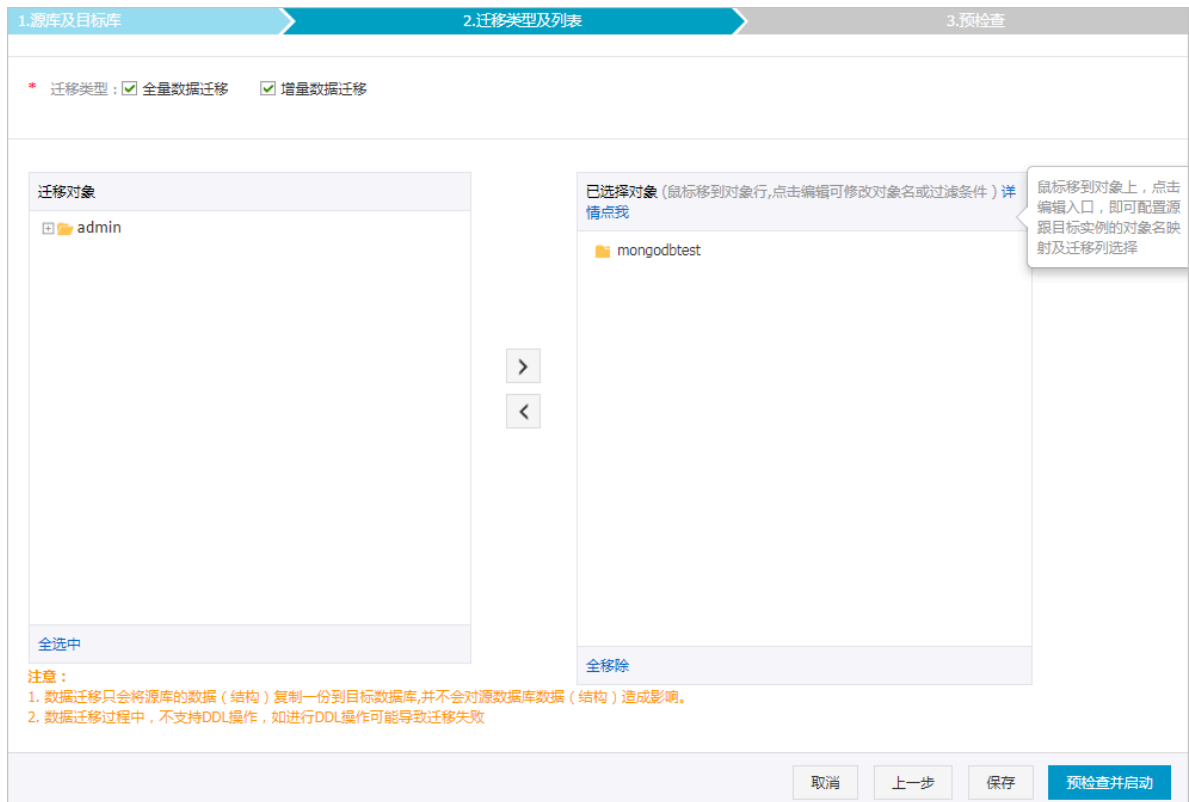 1.源库及目标库
2.迁移类型及列表
3.预检查
* 迁移类型：全量数据迁移 增量数据迁移
迁移对象
admin
全选中
已选择对象 (鼠标移到对象行,点击编辑可修改对象名或过滤条件 ) 详
情点我
mongodbtest
全移除
鼠标移到对象上，点击
编辑入口，即可配置源
跟目标实例的对象名映
射及迁移列选择
注意：
1. 数据迁移只会将源库的数据（结构）复制一份到目标数据库,并不会对源数据库数据（结构）造成影响。
2. 数据迁移过程中，不支持DDL操作，如进行DDL操作可能导致迁移失败
取消
上一步
保存
预检查并启动